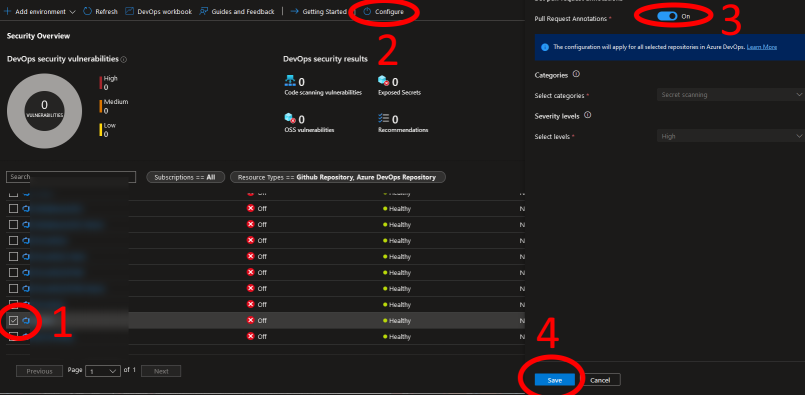 Add environment
Refresh
DevOps workbook
Guides and Feedback
Getting Started
Configure
2
Security Overview
DevOps security vulnerabilities
0
VULNERABILITIES
High
0
Medium
0
Low
0
DevOps security results
0
Code scanning vulnerabilities
0
Exposed Secrets
0
OSS vulnerabilities
0
Recommendations
Search
Subscriptions == All
Resource Types == Github Repository, Azure DevOps Repository
Off Healthy N
Off Healthy N
Off Healthy N
Off Healthy N
Off Healthy N
Off Healthy N
Off Healthy N
Off Healthy N
1
Off Healthy N
Off Healthy N
Previous
Page 1 of 1
Next
Pull Request Annotations *
On
3
The configuration will apply for all selected repositories in Azure DevOps. Learn More
Categories
Select categories *
Secret scanning
Severity levels
Select levels *
High
4
Save
Cancel